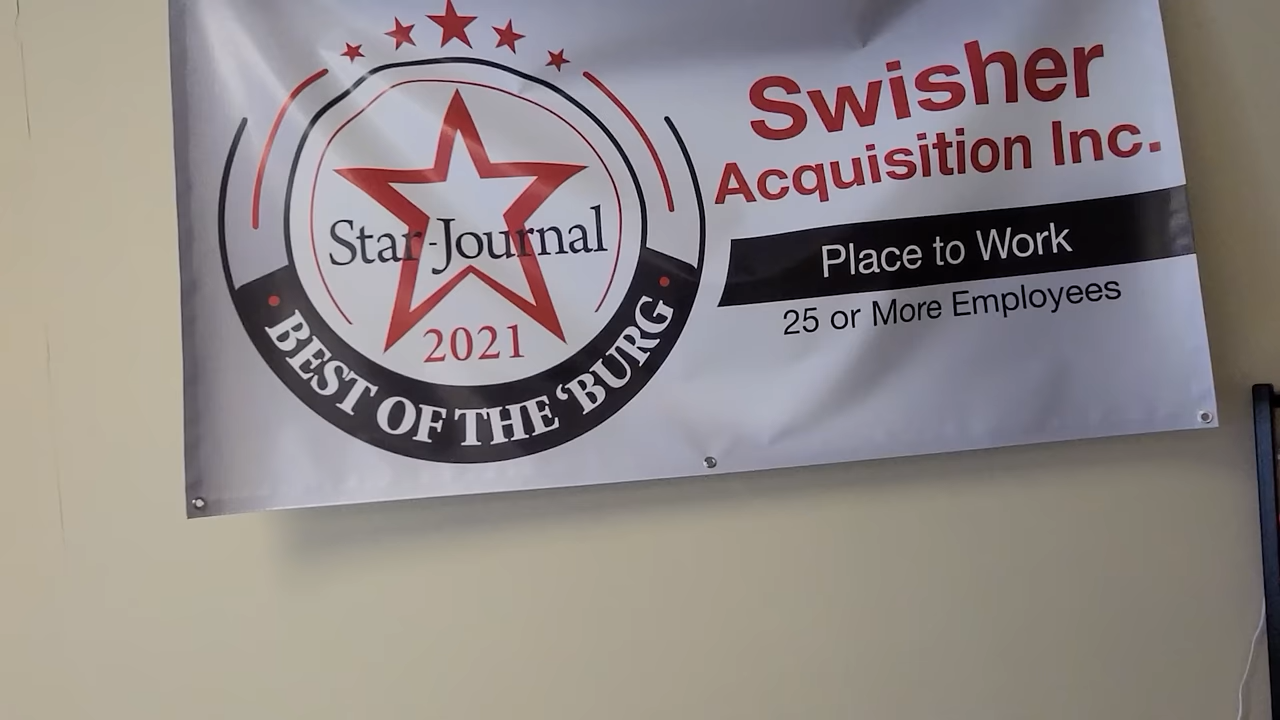 Star-Journal
2021
BEST OF THE ‘BURG
Swisher
Acquisition Inc.
Place to Work
25 or More Employees